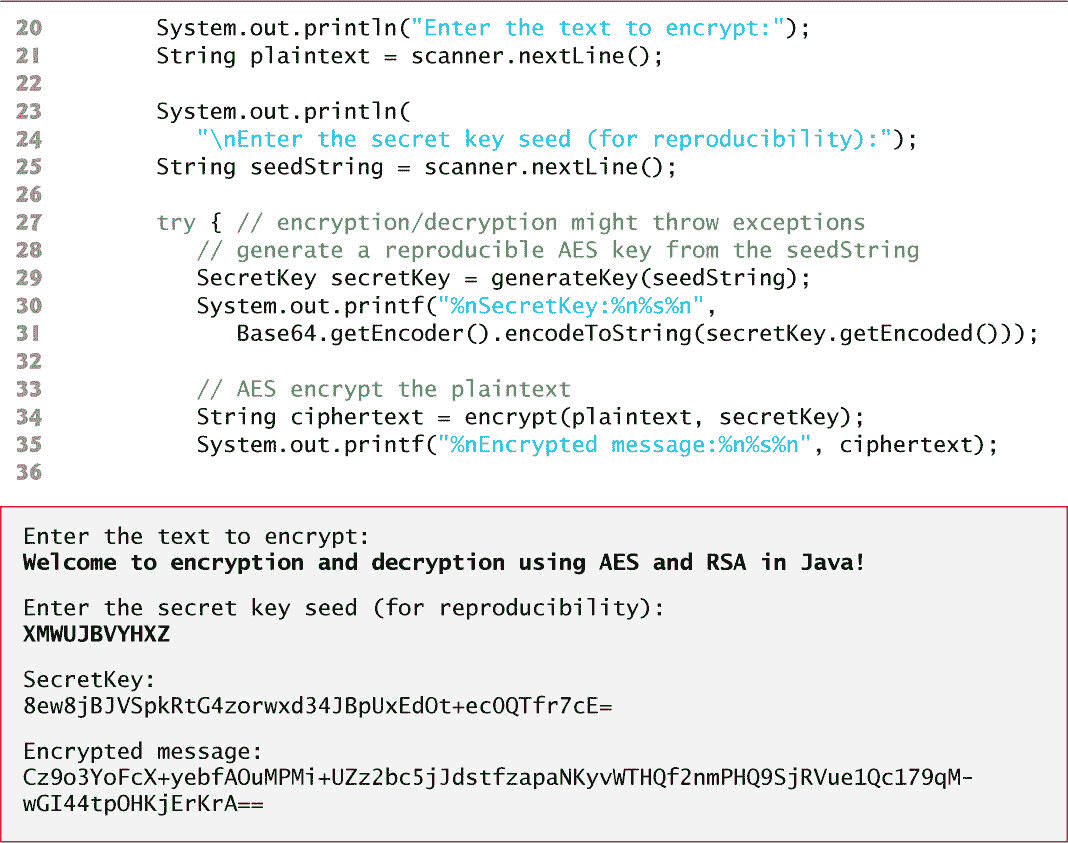 20 System.out.println("Enter the text to encrypt:");
21 String plaintext = scanner.nextLine();
22
23 System.out.println(
24 "\nEnter the secret key seed (for reproducibility):");
25 String seedString = scanner.nextLine();
26
27 try { // encryption/decryption might throw exceptions
28 // generate a reproducible AES key from the seedString
29 SecretKey secretKey = generateKey(seedString);
30 System.out.printf("%nSecretKey:%n%s%n",
31 Base64.getEncoder().encodeToString(secretKey.getEncoded()));
32
33 // AES encrypt the plaintext
34 String ciphertext = encrypt(plaintext, secretKey);
35 System.out.printf("%nEncrypted message:%n%s%n", ciphertext);
36
Enter the text to encrypt:
Welcome to encryption and decryption using AES and RSA in Java!
Enter the secret key seed (for reproducibility):
XMWUJBVYHXZ
SecretKey:
8ew8jBJVSpkRtG4zorwxd34JBpUxEdOt+ec0QTfr7cE=
Encrypted message:
Cz9o3YoFcX+yebfAOuMPMi+UZz2bc5jJdstfzapaNKyvWTHQf2nmPHQ9SjRVue1Qc179qM-
wGI44tpOHKjErKrA==